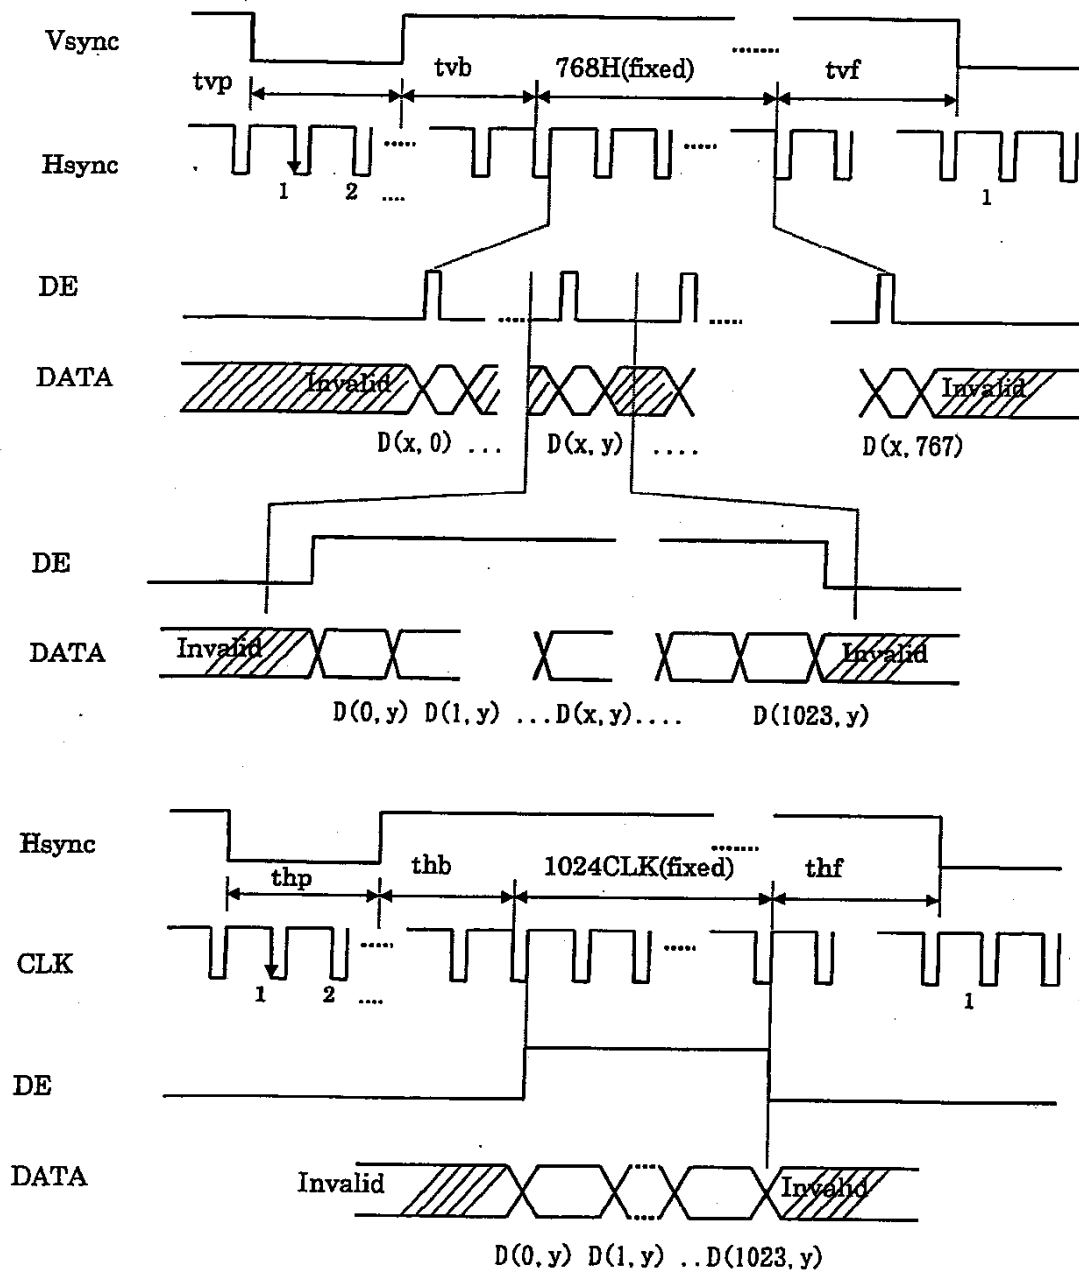 Vsync
tvp
tvb
768H(fixed)
tvf
Hsync
1
2
....
1
DE
DATA
Invalid
Invalid
D(x, 0) ...
D(x, y)
....
D(x, 767)
DE
DATA
Invalid
Invalid
D(0, y) D(1, y) ...D(x, y)....
D(1023, y)
Hsync
thp
thb
1024CLK(fixed)
thf
CLK
1
2
....
1
DE
DATA
Invalid
Invalid
D(0, y) D(1, y) ..D(1023, y)